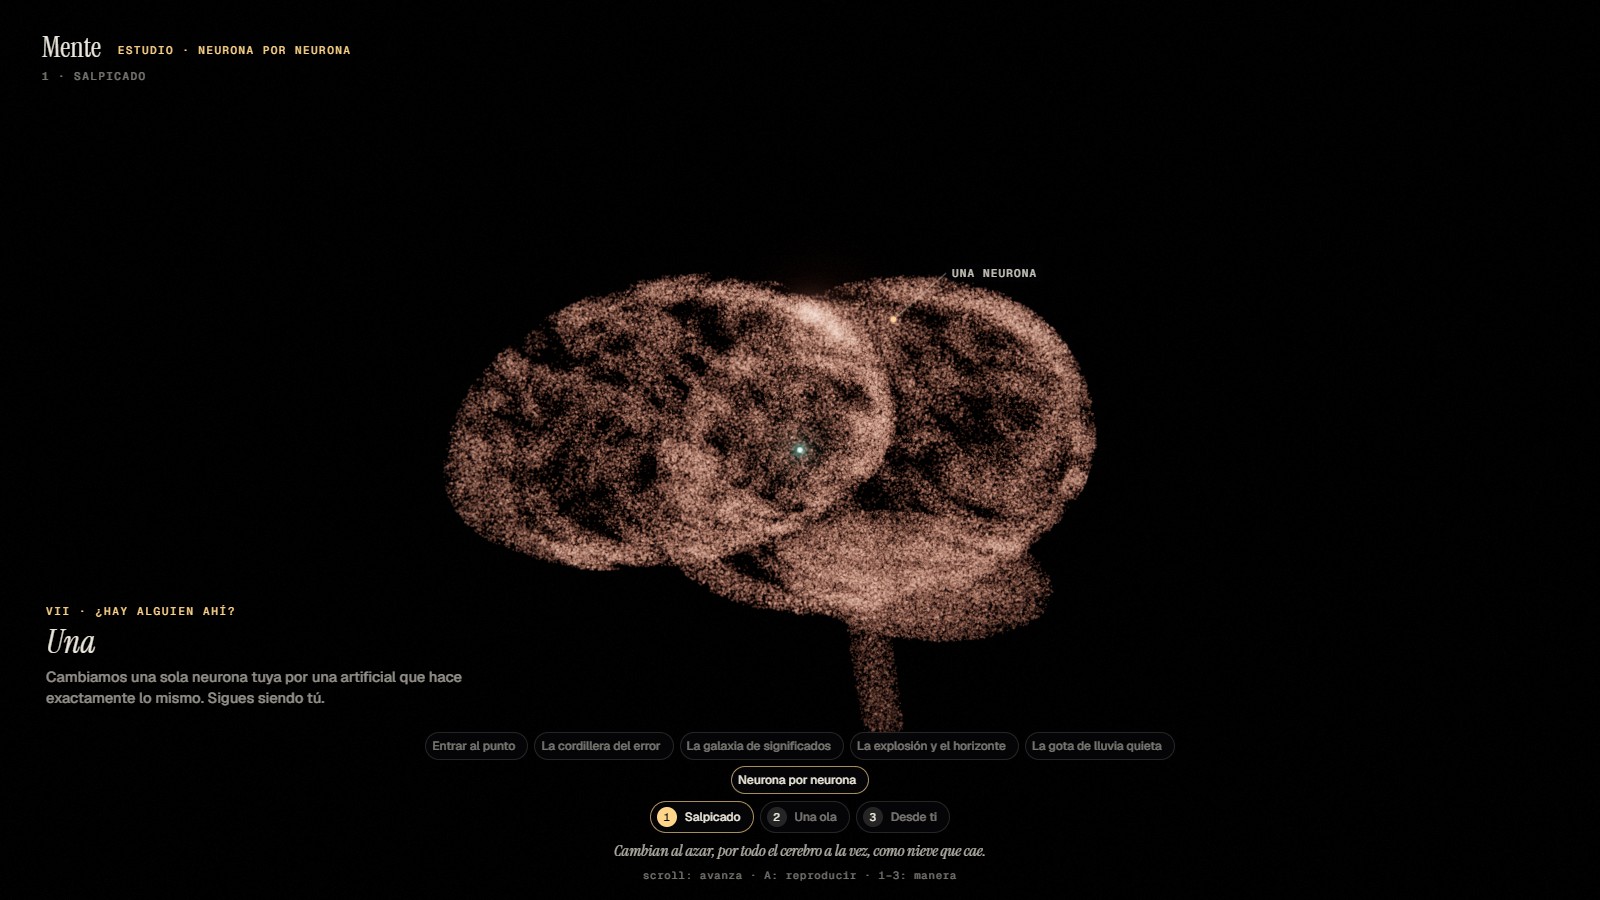 Mente ESTUDIO · NEURONA POR NEURONA
1 · SALPICADO
UNA NEURONA
VII · ¿HAY ALGUIEN AHÍ?
Una
Cambiamos una sola neurona tuya por una artificial que hace
exactamente lo mismo. Sigues siendo tú.
Entrar al punto La cordillera del error La galaxia de significados La explosión y el horizonte La gota de lluvia quieta
Neurona por neurona
1 Salpicado 2 Una ola 3 Desde ti
Cambian al azar, por todo el cerebro a la vez, como nieve que cae.
scroll: avanza · A: reproducir · 1–3: manera